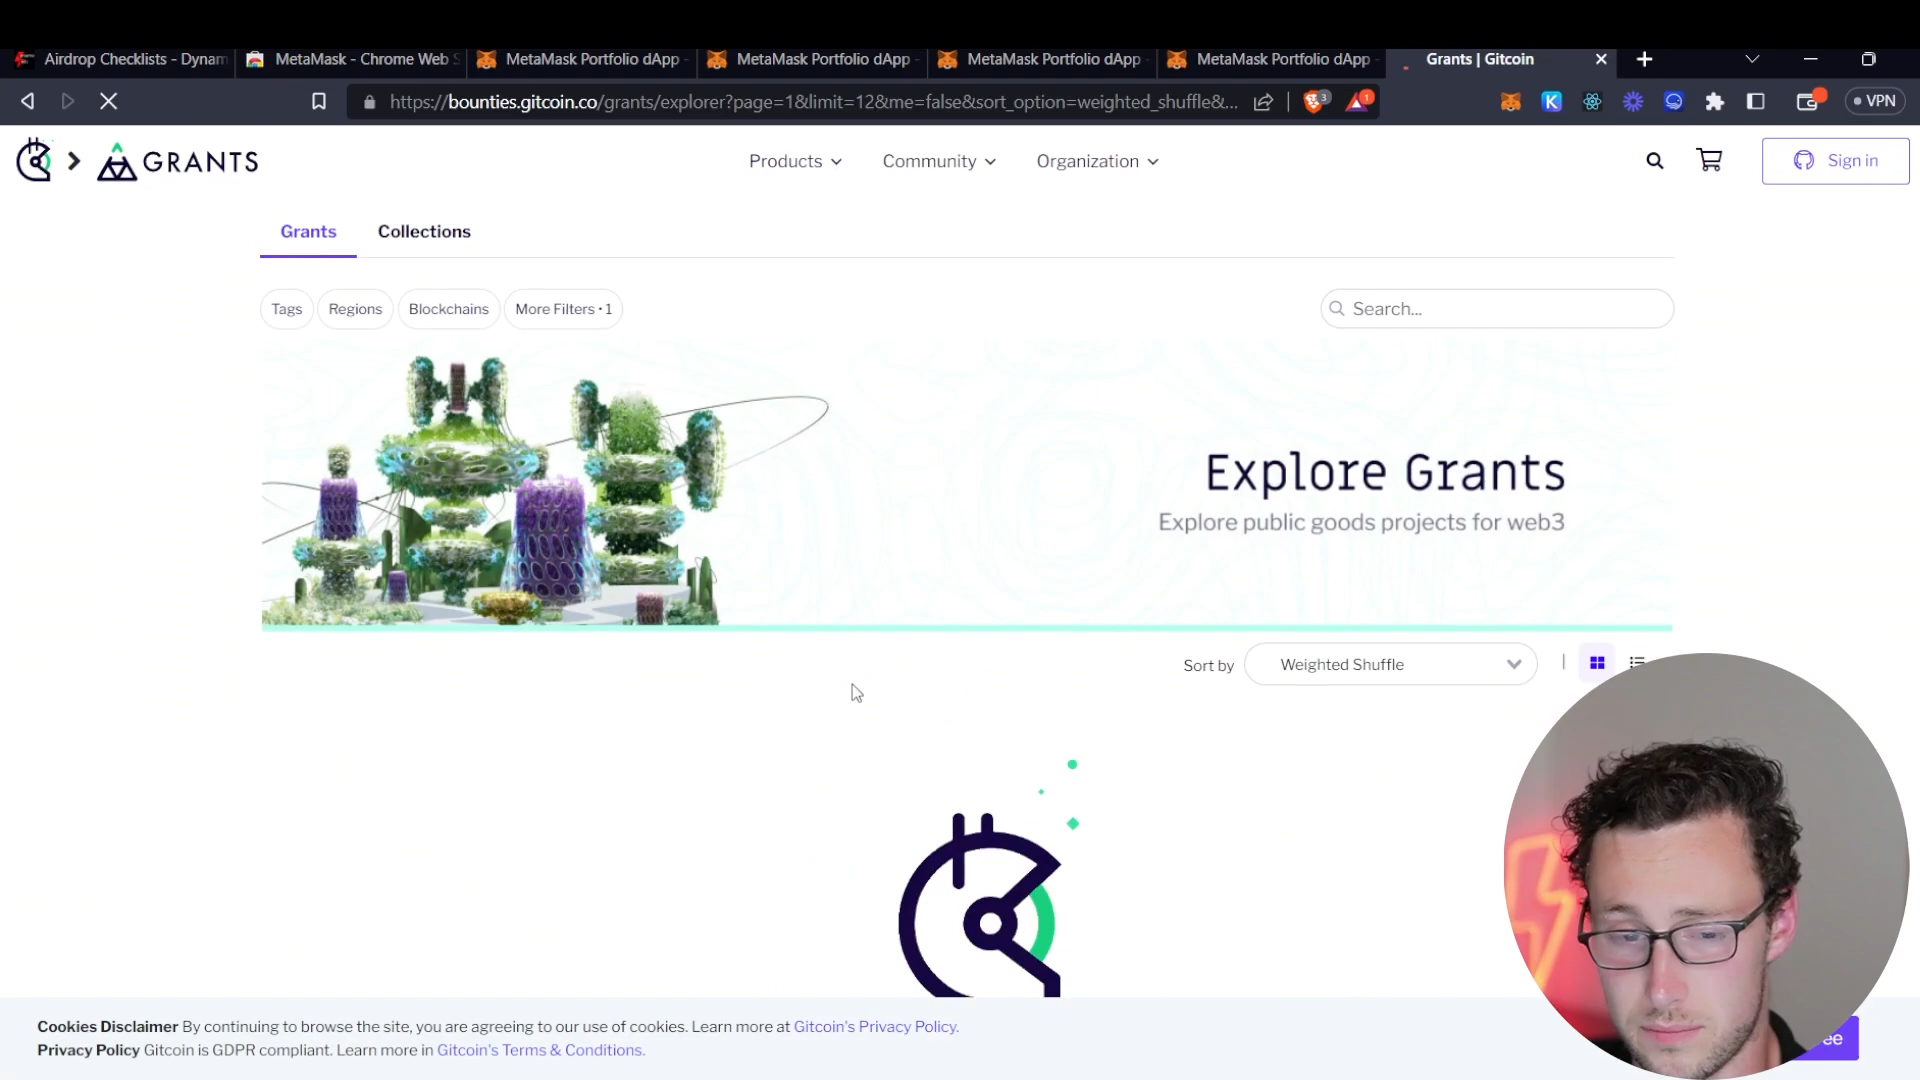 Airdrop Checklists - Dynam
MetaMask - Chrome Web S
MetaMask Portfolio dApp -
MetaMask Portfolio dApp -
MetaMask Portfolio dApp -
MetaMask Portfolio dApp -
Grants | Gitcoin
https://bounties.gitcoin.co/grants/explorer?page=1&limit=12&me=false&sort_option=weighted_shuffle&...
3
1
K
VPN
GRANTS
Products
Community
Organization
Sign in
Grants
Collections
Tags
Regions
Blockchains
More Filters • 1
Search...
Explore Grants
Explore public goods projects for web3
Sort by
Weighted Shuffle
Cookies Disclaimer By continuing to browse the site, you are agreeing to our use of cookies. Learn more at Gitcoin's Privacy Policy.
Privacy Policy Gitcoin is GDPR compliant. Learn more in Gitcoin's Terms & Conditions.
ee